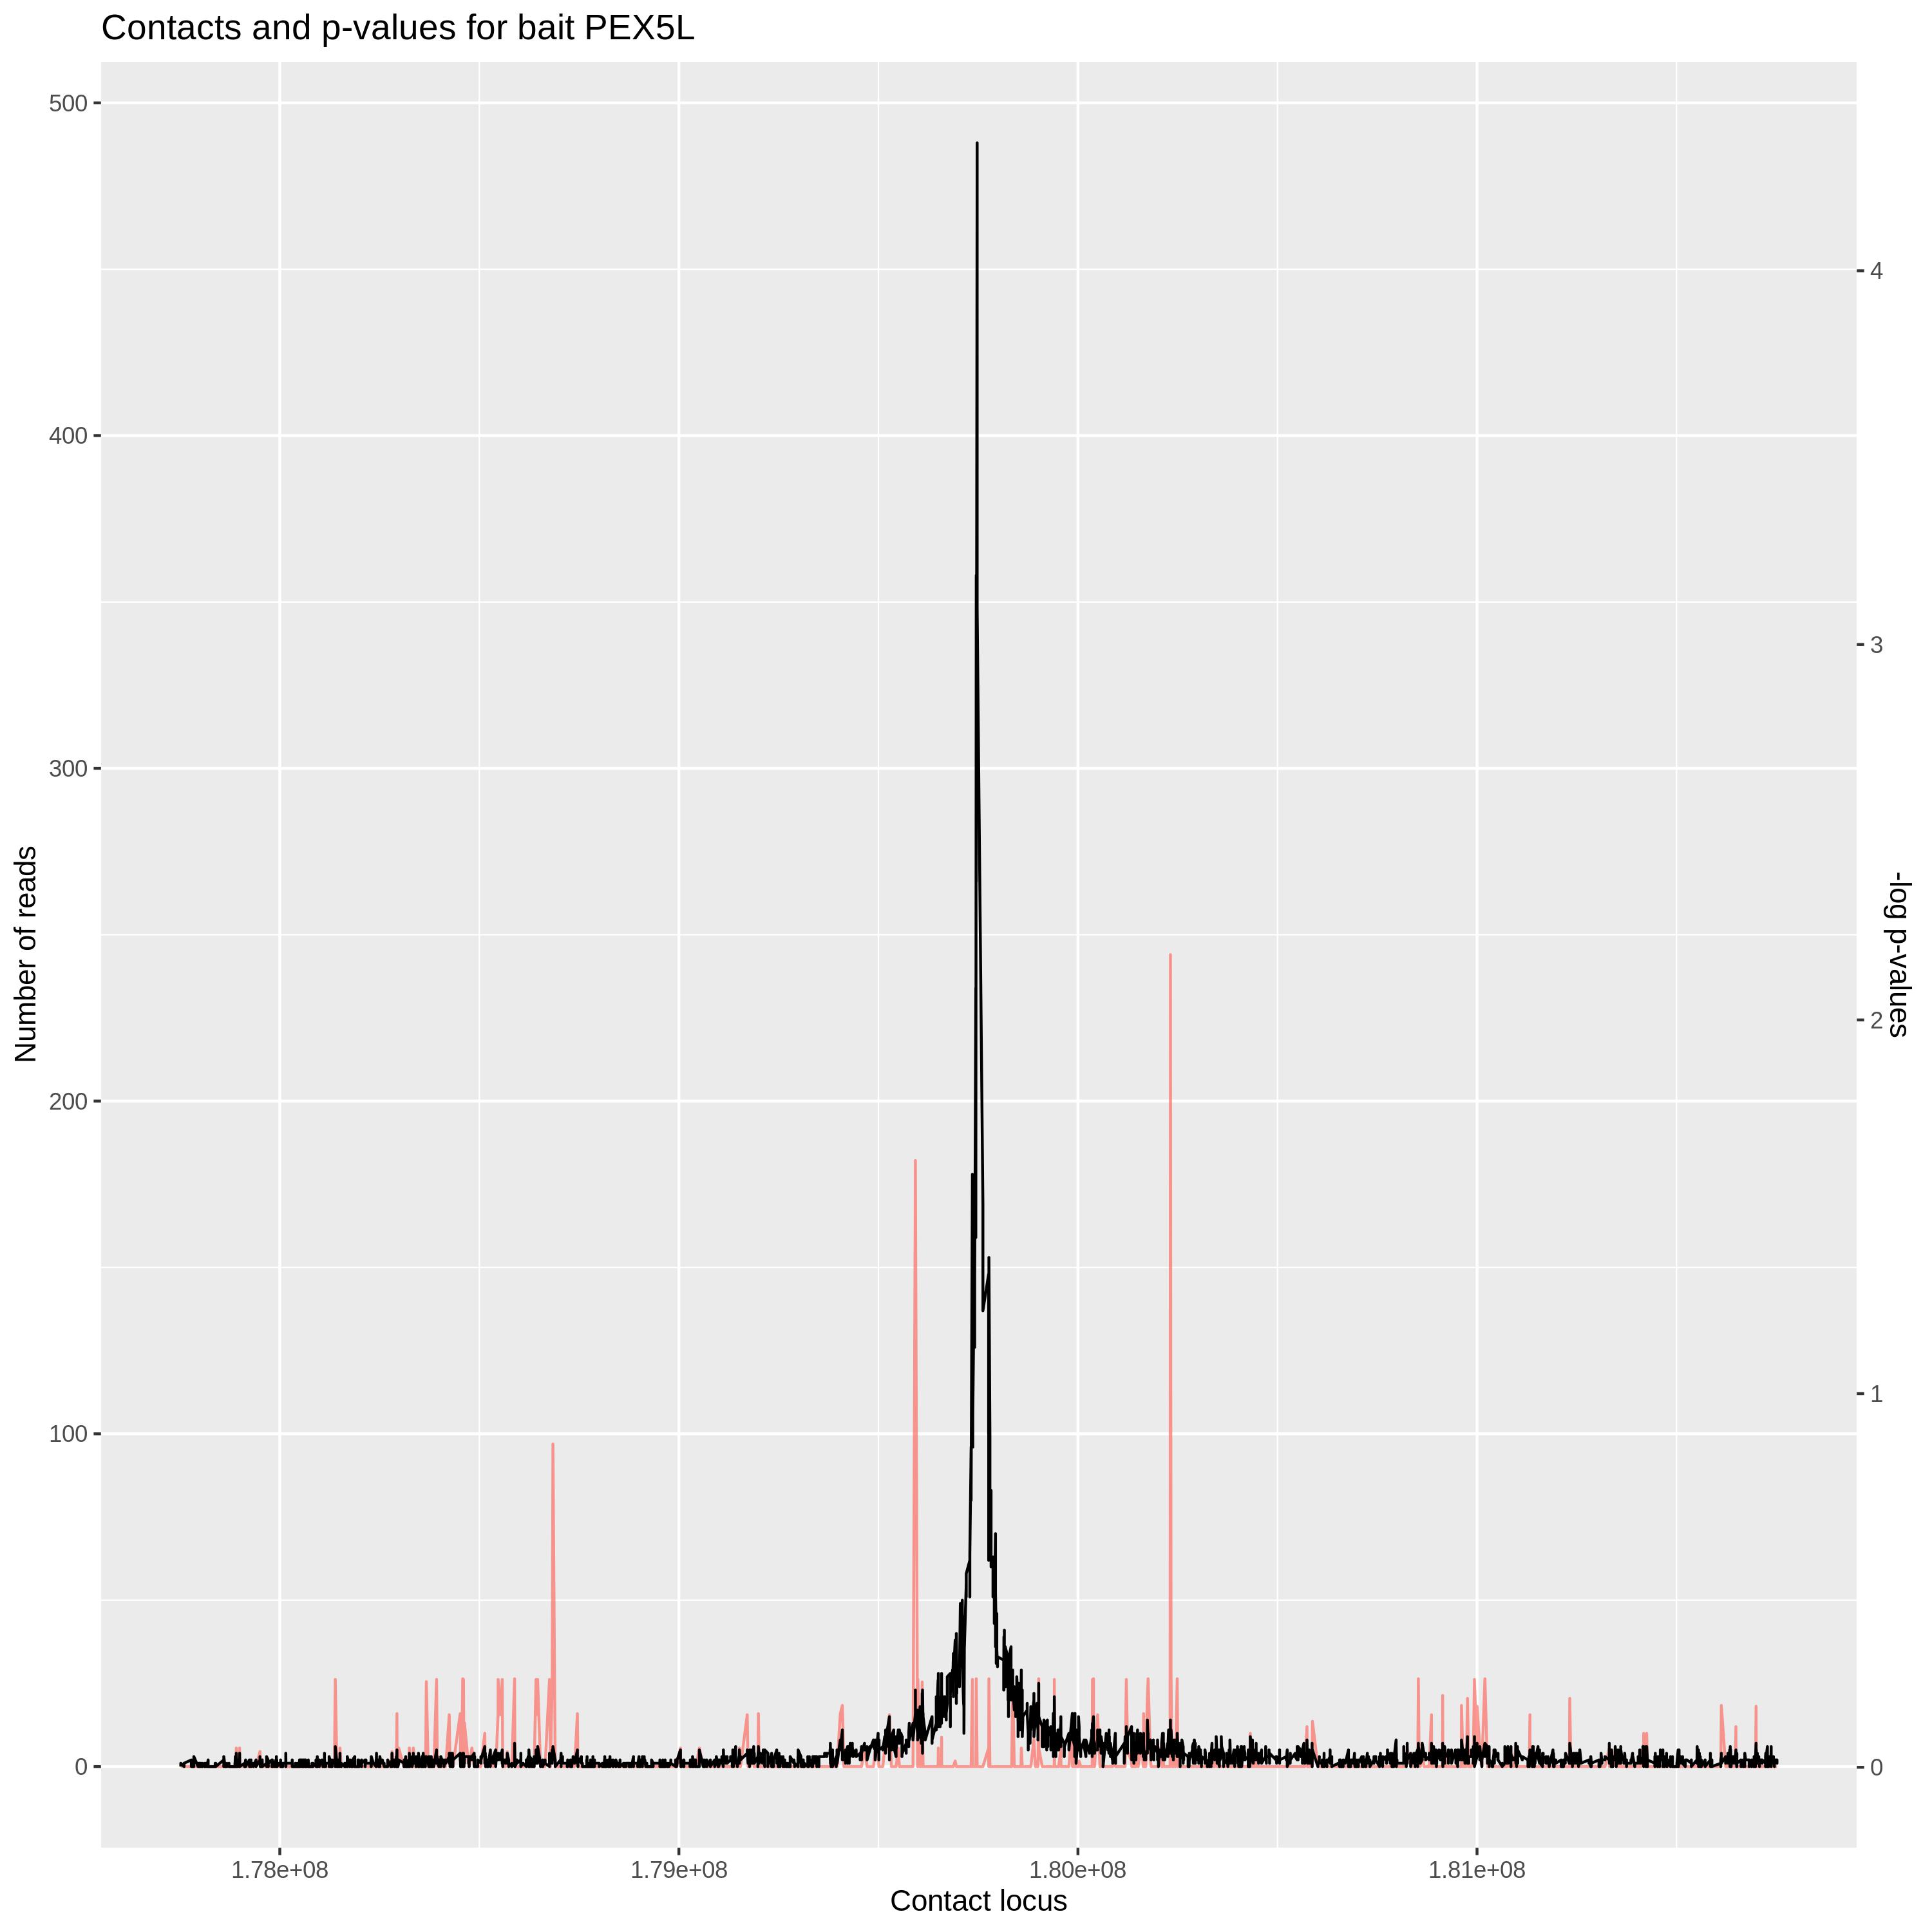 Contacts and p-values for bait PEX5L
500
400
300
200
100
0
Number of reads
4
3
2
1
0
-log p-values
1.78e+08
1.79e+08
1.80e+08
1.81e+08
Contact locus